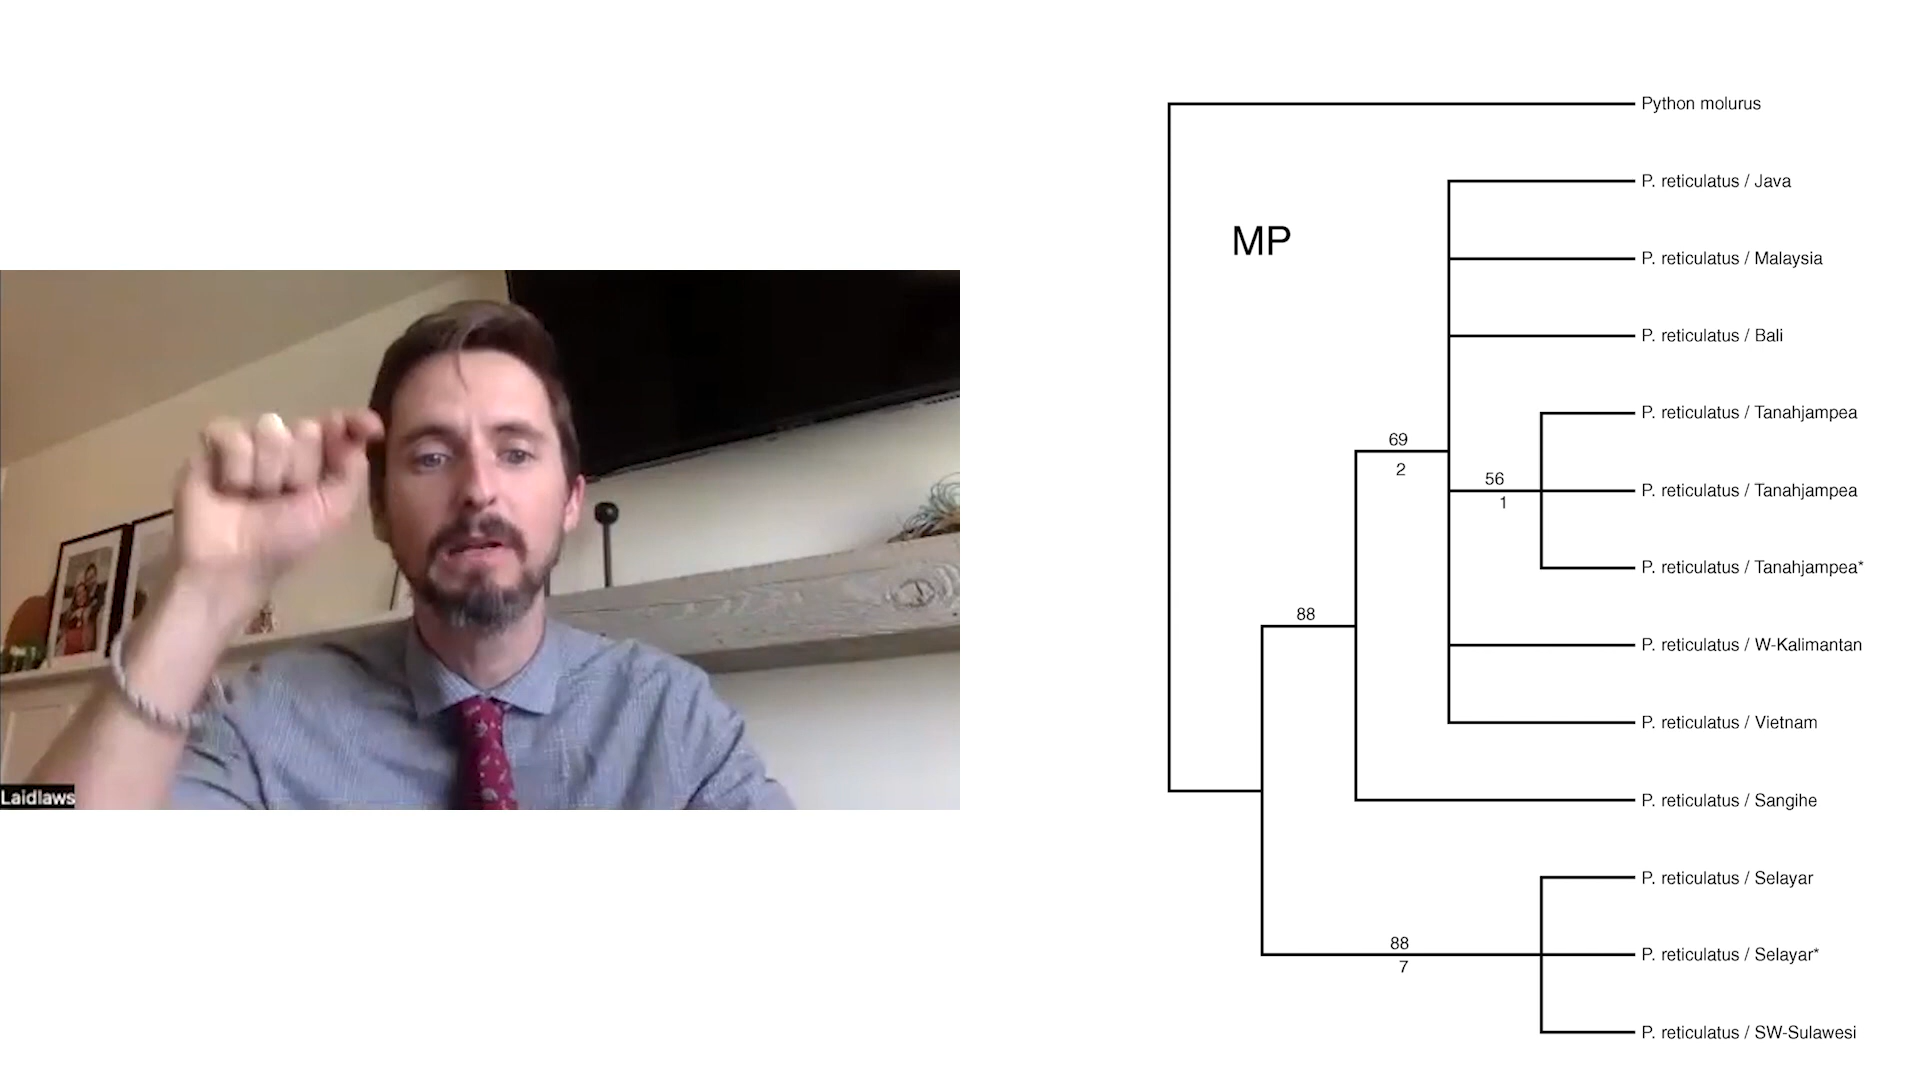 Laidlaws
Python molurus
P. reticulatus / Java
MP
P. reticulatus / Malaysia
P. reticulatus / Bali
P. reticulatus / Tanahjampea
69
2
56
1
P. reticulatus / Tanahjampea
P. reticulatus / Tanahjampea*
88
P. reticulatus / W-Kalimantan
P. reticulatus / Vietnam
P. reticulatus / Sangihe
P. reticulatus / Selayar
88
7
P. reticulatus / Selayar*
P. reticulatus / SW-Sulawesi